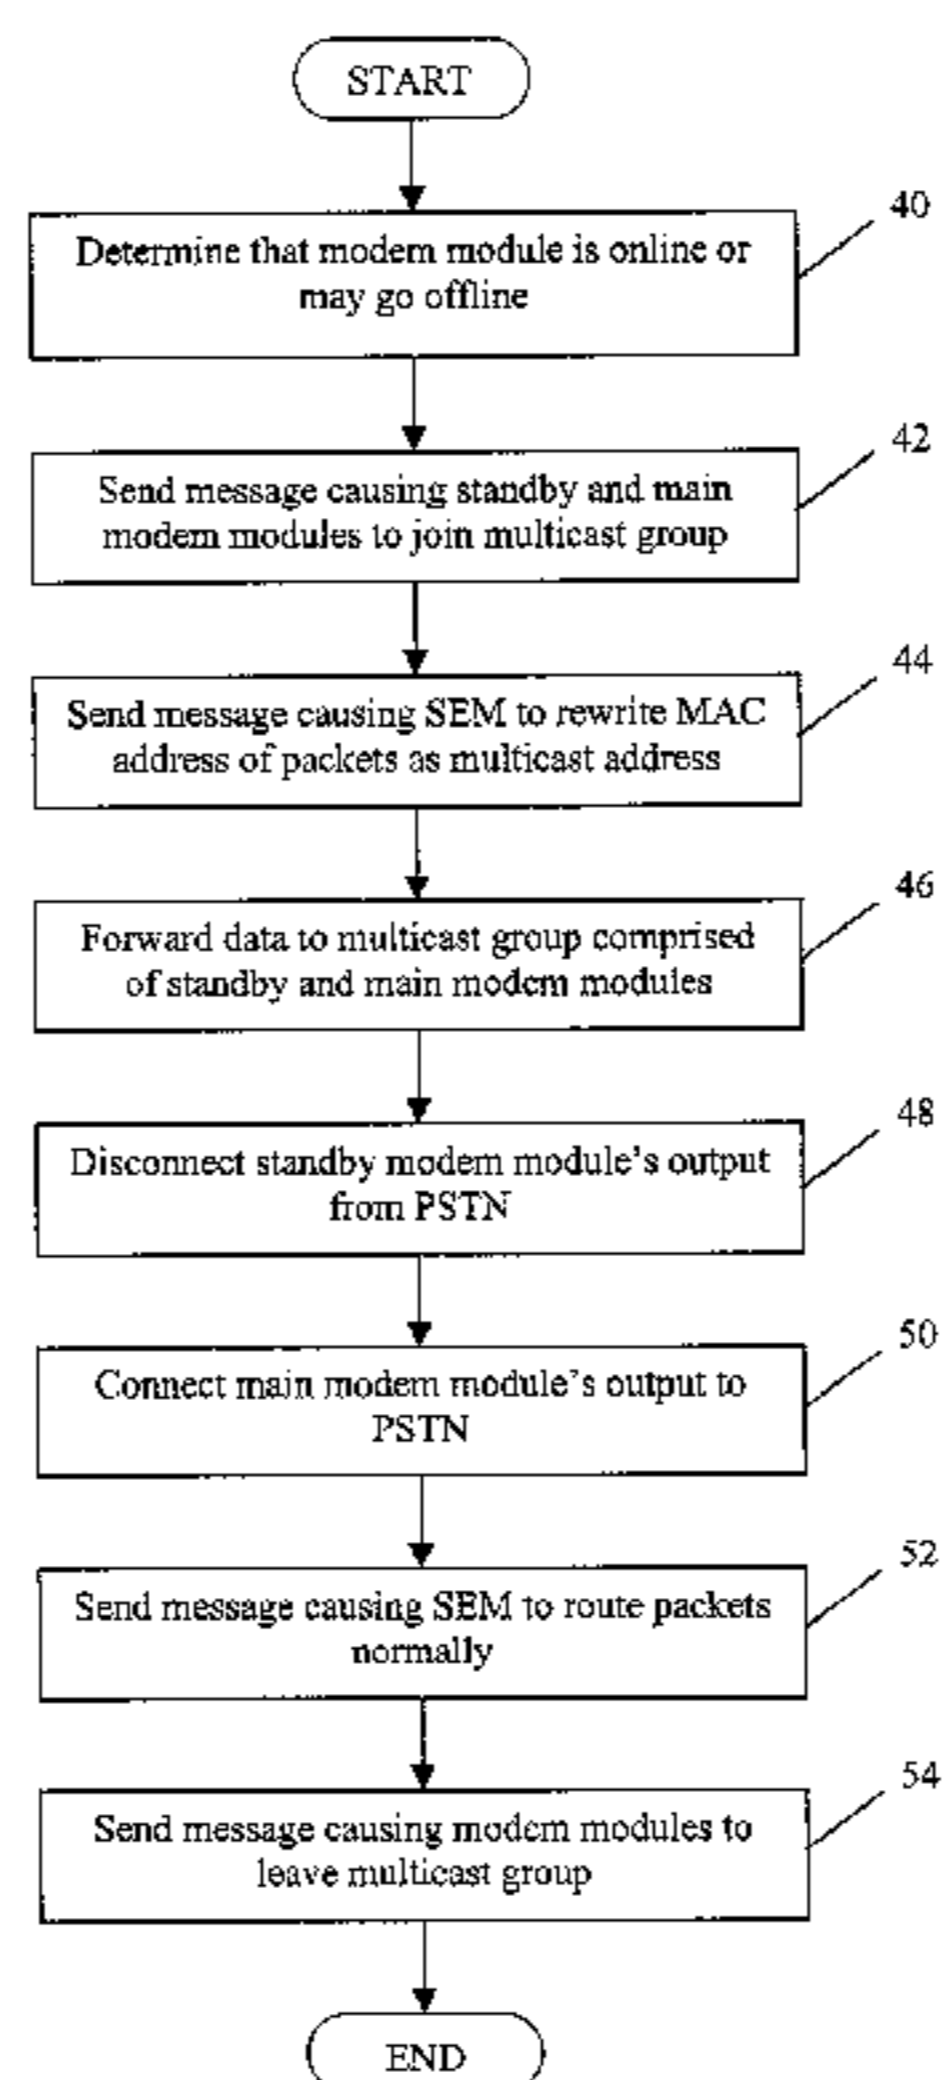 START
40
Determine that modem module is online or
may go offline
42
Send message causing standby and main
modem modules to join multicast group
44
Send message causing SEM to rewrite MAC
address of packets as multicast address
46
Forward data to multicast group comprised
of standby and main modem modules
48
Disconnect standby modem module's output
from PSTN
50
Connect main modem module's output to
PSTN
52
Send message causing SEM to route packets
normally
54
Send message causing modem modules to
leave multicast group
END